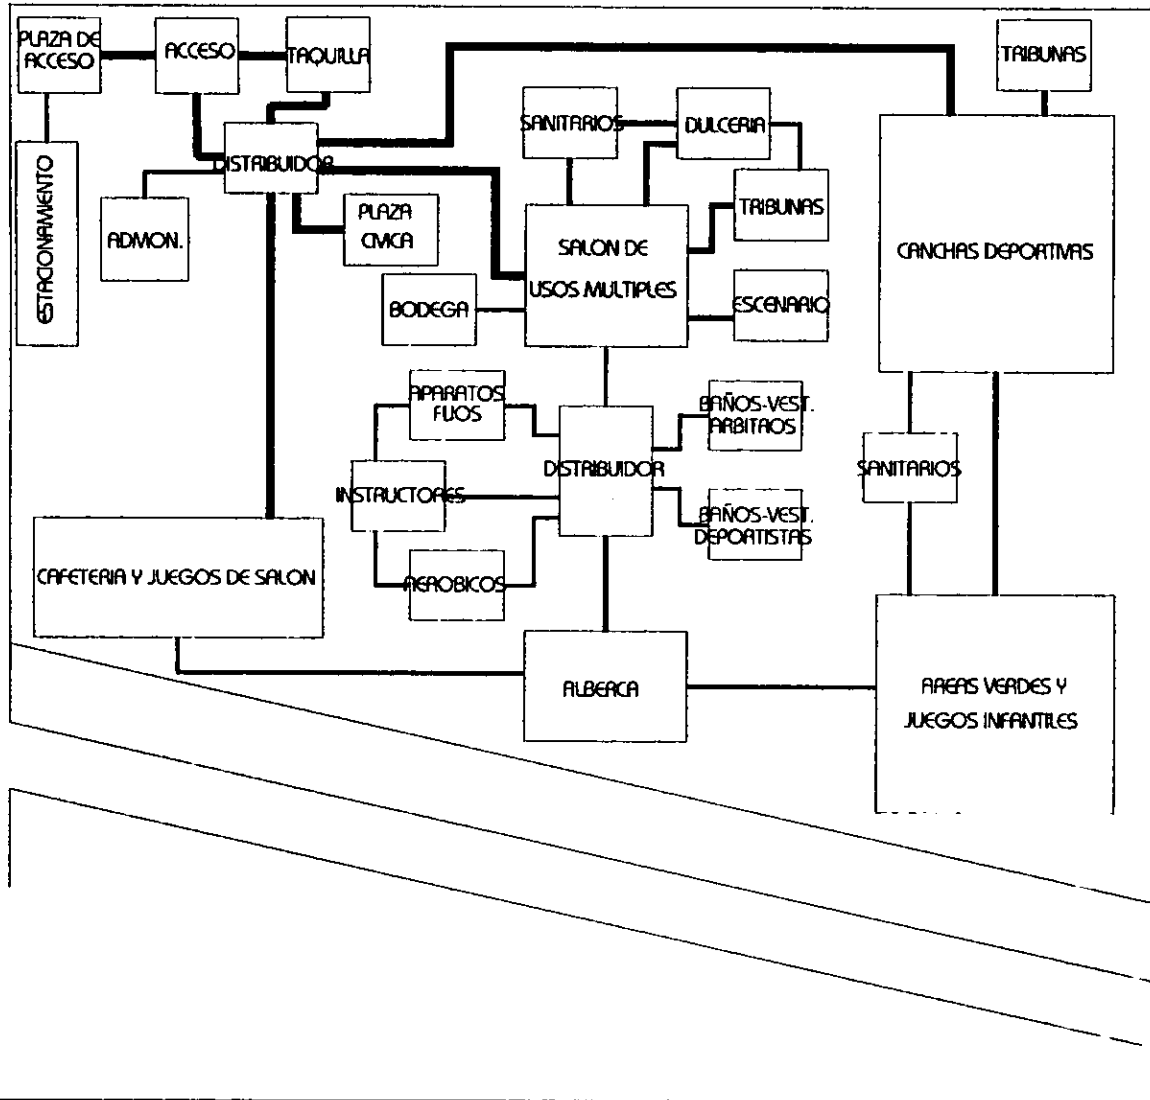 PLAZA DE
ACCESO
ACCESO
TAQUILLA
TRIBUNAS
SANITARIOS
DULCERIA
DISTRIBUIDOR
ESTACIONAMIENTO
ADMON.
PLAZA
CIVICA
TRIBUNAS
SALON DE
USOS MULTIPLES
CANCHAS DEPORTIVAS
BODEGA
ESCENARIO
APARATOS
FIJOS
BAÑOS-VEST.
ARBITROS
DISTRIBUIDOR
SANITARIOS
INSTRUCTORES
BAÑOS-VEST.
DEPORTISTAS
CAFETERIA Y JUEGOS DE SALON
AEROBICOS
ALBERCA
AREAS VERDES Y
JUEGOS INFANTILES